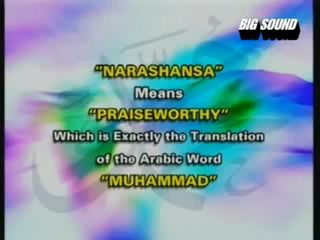 BIG SOUND
"NARASHANSA"
Means
"PRAISEWORTHY"
Which is Exactly the Translation
of the Arabic Word
"MUHAMMAD"